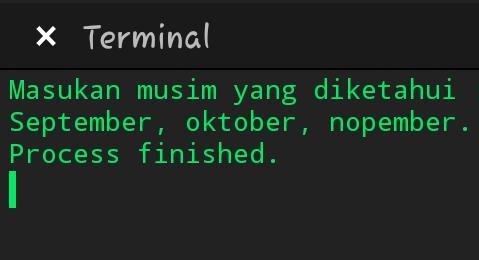 Terminal
Masukan musim yang diketahui
September, oktober, nopember.
Process finished.